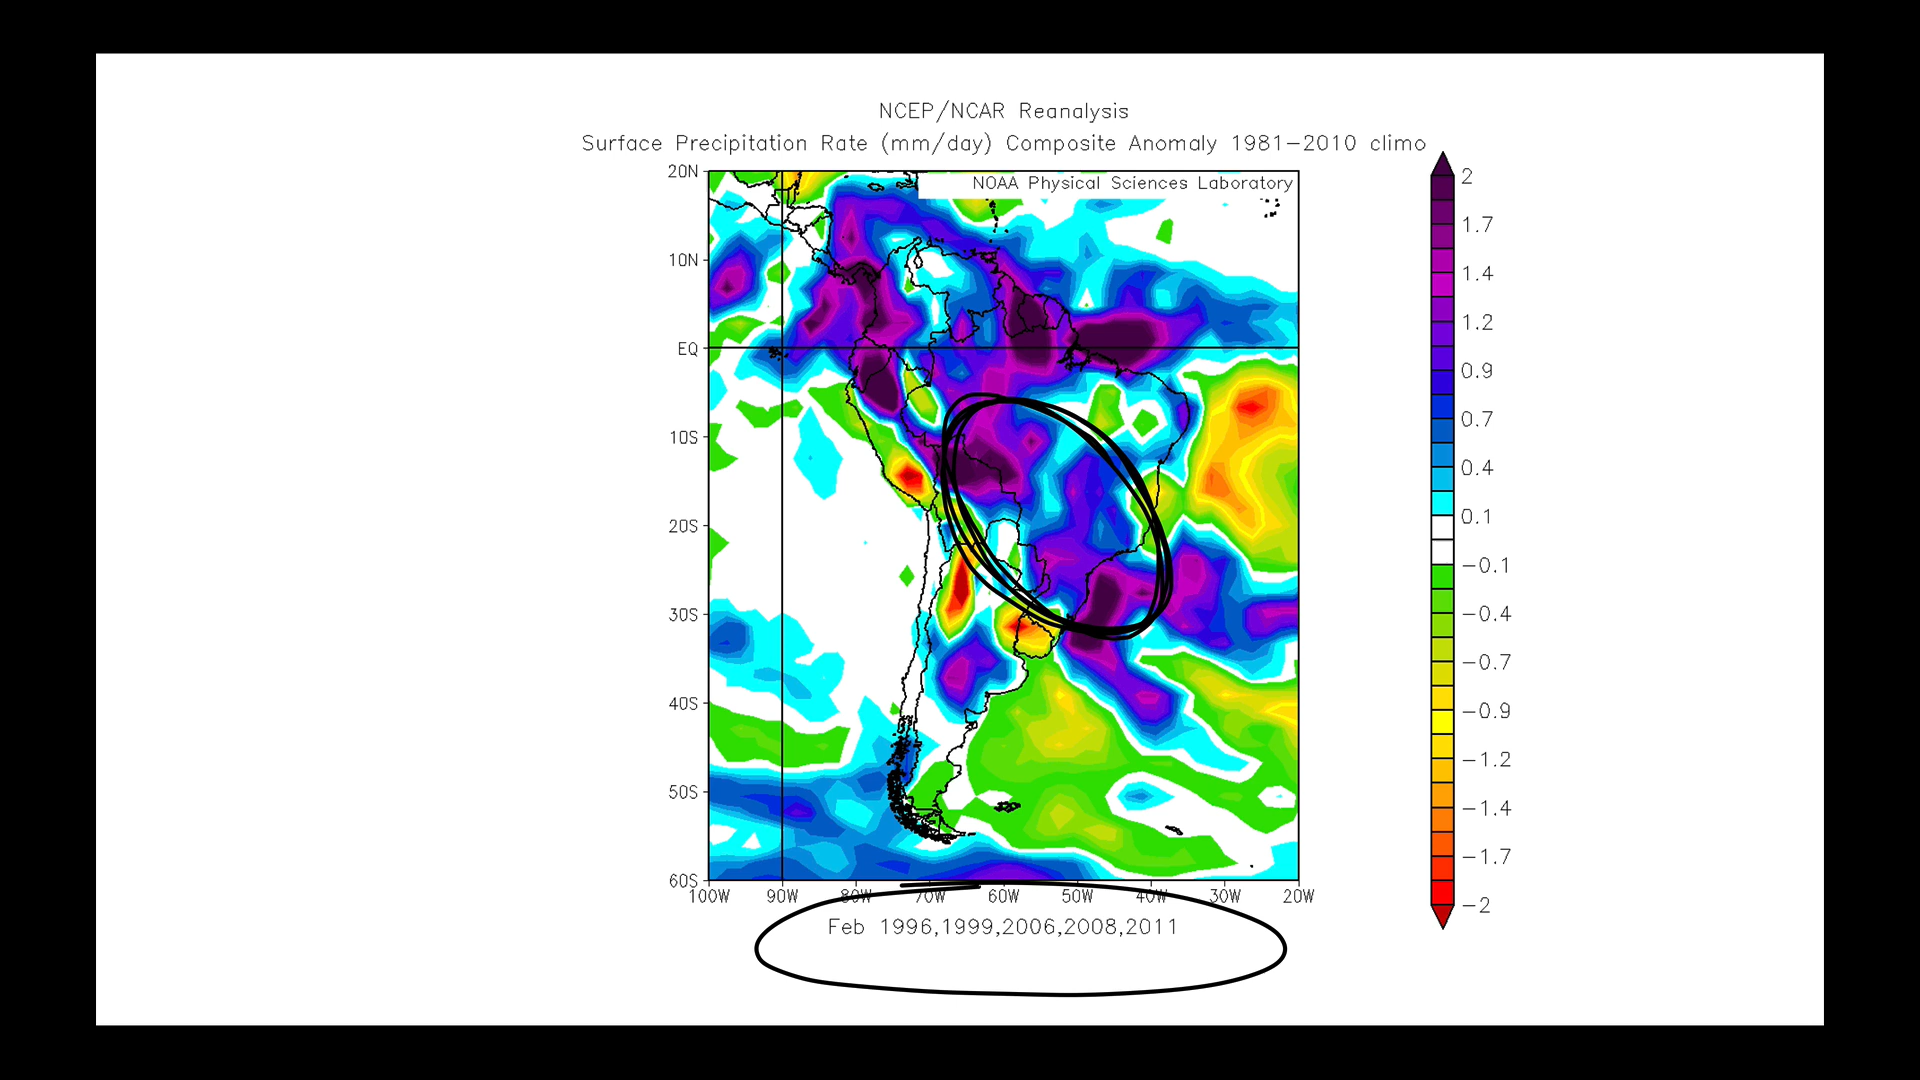 NCEP/NCAR Reanalysis
Surface Precipitation Rate (mm/day) Composite Anomaly 1981−2010 climo
NOAA Physical Sciences Laboratory
20N
10N
EQ
10S
20S
30S
40S
50S
60S
100W 90W 80W 70W 60W 50W 40W 30W 20W
Feb 1996,1999,2006,2008,2011
2
1.7
1.4
1.2
0.9
0.7
0.4
0.1
−0.1
−0.4
−0.7
−0.9
−1.2
−1.4
−1.7
−2